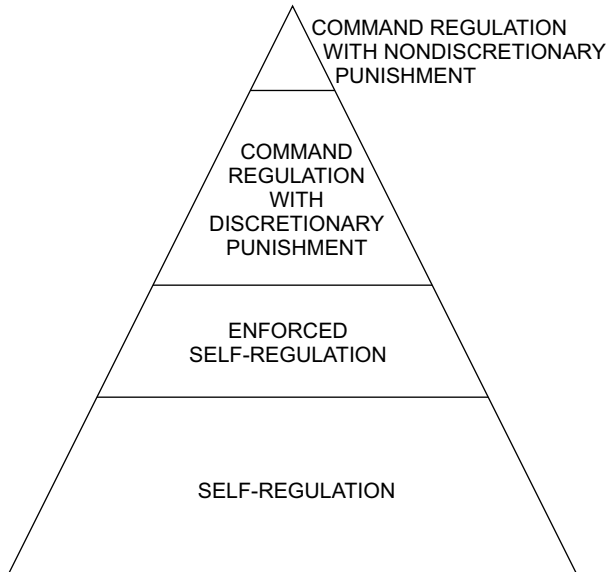 COMMAND REGULATION
WITH NONDISCRETIONARY
PUNISHMENT
COMMAND
REGULATION
WITH
DISCRETIONARY
PUNISHMENT
ENFORCED
SELF-REGULATION
SELF-REGULATION